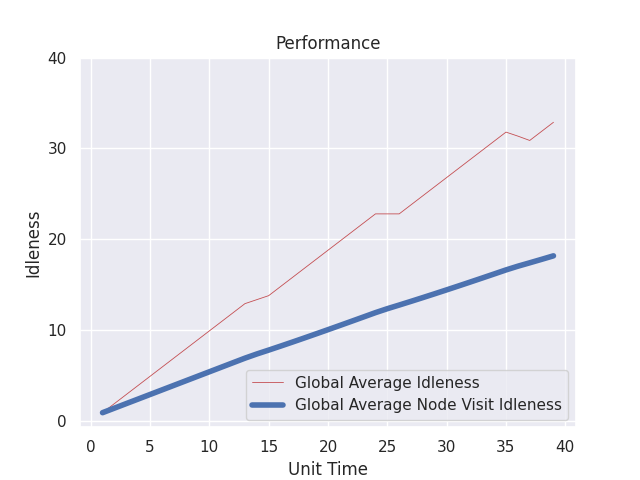 Performance
40
30
20
10
0
Idleness
Global Average Idleness
Global Average Node Visit Idleness
0 5 10 15 20 25 30 35 40
Unit Time